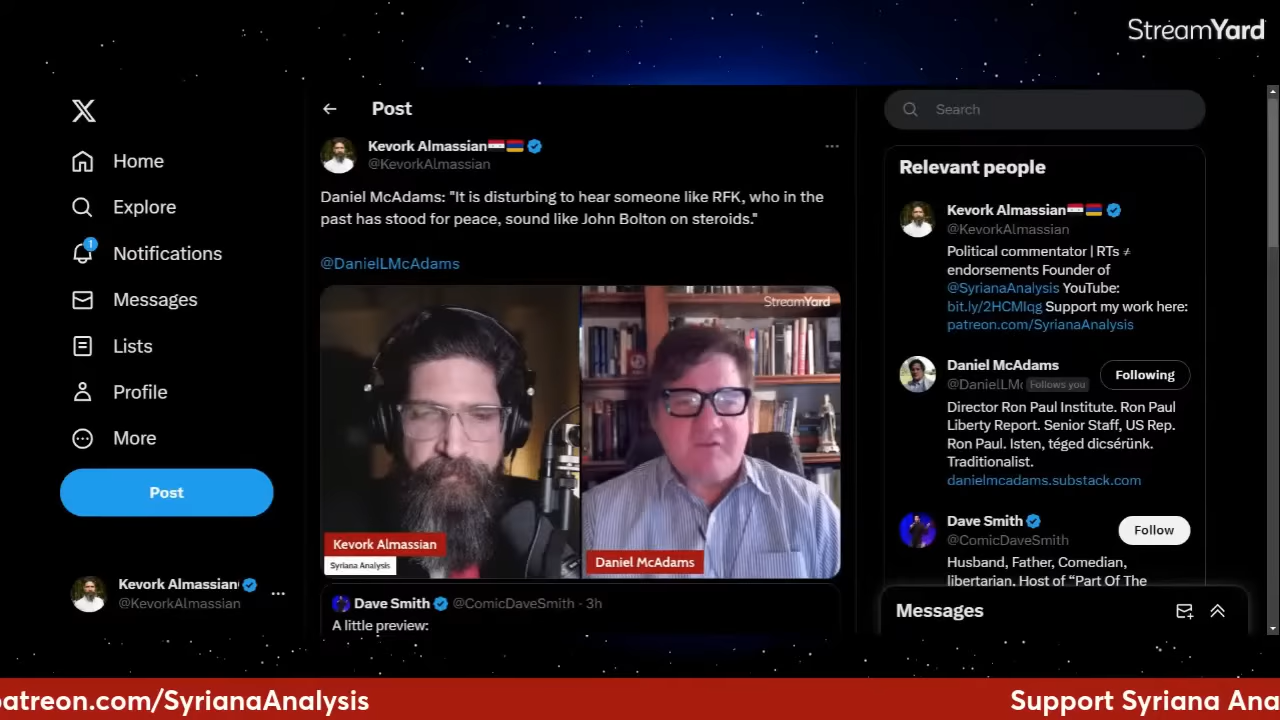 StreamYard
Home
Explore
1
Notifications
Messages
Lists
Profile
More
Post
Kevork Almassian
@KevorkAlmassian
Post
Kevork Almassian
@KevorkAlmassian
Daniel McAdams: "It is disturbing to hear someone like RFK, who in the
past has stood for peace, sound like John Bolton on steroids."
@DanielLMcAdams
StreamYard
Kevork Almassian
Syriana Analysis
Daniel McAdams
Dave Smith @ComicDaveSmith · 3h
A little preview:
Search
Relevant people
Kevork Almassian
@KevorkAlmassian
Political commentator | RTs ≠
endorsements Founder of
@SyrianaAnalysis YouTube:
bit.ly/2HCMlqg Support my work here:
patreon.com/SyrianaAnalysis
Daniel McAdams
@DanielLMc Follows you
Following
Director Ron Paul Institute. Ron Paul
Liberty Report. Senior Staff, US Rep.
Ron Paul. Isten, téged dicsérünk.
Traditionalist.
danielmcadams.substack.com
Dave Smith
@ComicDaveSmith
Follow
Husband, Father, Comedian,
libertarian, Host of “Part Of The
Messages
patreon.com/SyrianaAnalysis
Support Syriana Ana